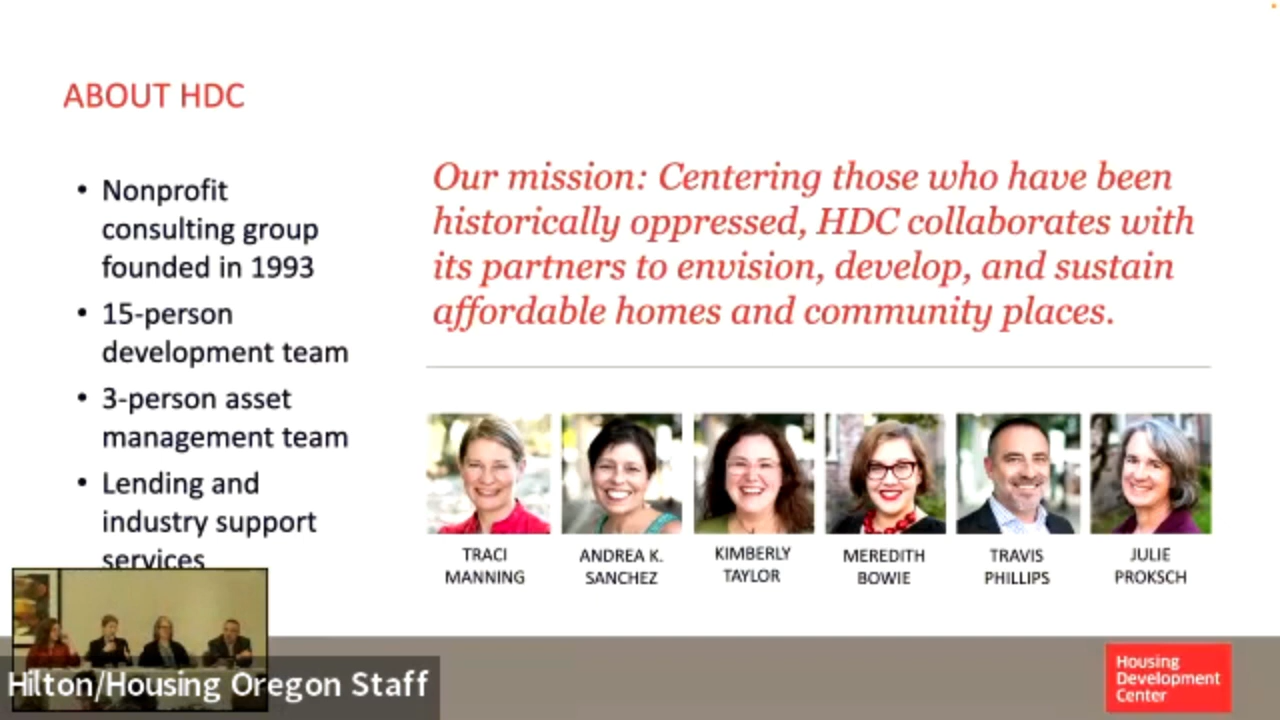 ABOUT HDC
• Nonprofit
consulting group
founded in 1993
• 15-person
development team
• 3-person asset
management team
• Lending and
industry support
services
Our mission: Centering those who have been
historically oppressed, HDC collaborates with
its partners to envision, develop, and sustain
affordable homes and community places.
TRACI
MANNING
ANDREA K.
SANCHEZ
KIMBERLY
TAYLOR
MEREDITH
BOWIE
TRAVIS
PHILLIPS
JULIE
PROKSCH
Hilton/Housing Oregon Staff
Housing
Development
Center